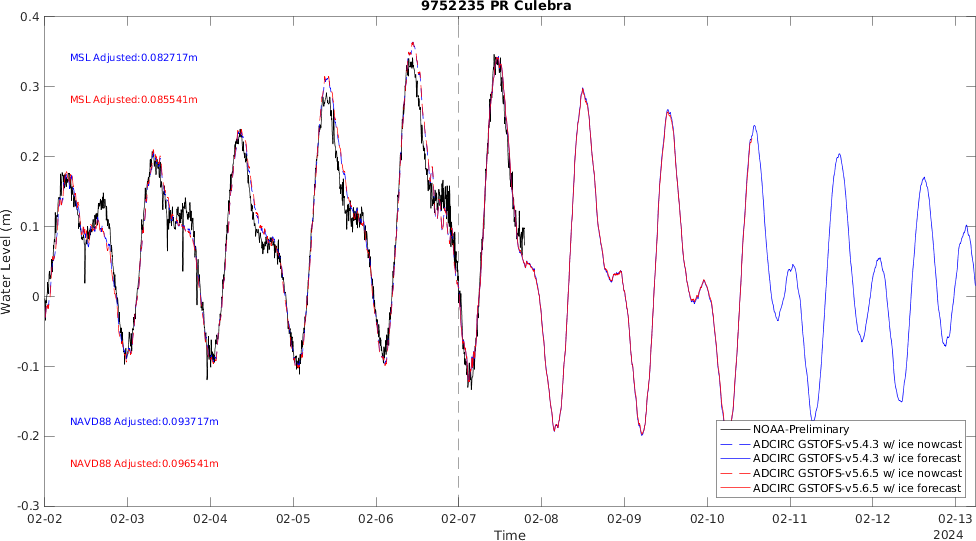 9752235 PR Culebra
0.4
0.3
0.2
0.1
0
-0.1
-0.2
-0.3
Water Level (m)
MSL Adjusted:0.082717m
MSL Adjusted:0.085541m
NAVD88 Adjusted:0.093717m
NAVD88 Adjusted:0.096541m
NOAA-Preliminary
ADCIRC GSTOFS-v5.4.3 w/ ice nowcast
ADCIRC GSTOFS-v5.4.3 w/ ice forecast
ADCIRC GSTOFS-v5.6.5 w/ ice nowcast
ADCIRC GSTOFS-v5.6.5 w/ ice forecast
02-02 02-03 02-04 02-05 02-06 02-07 02-08 02-09 02-10 02-11 02-12 02-13
Time
2024